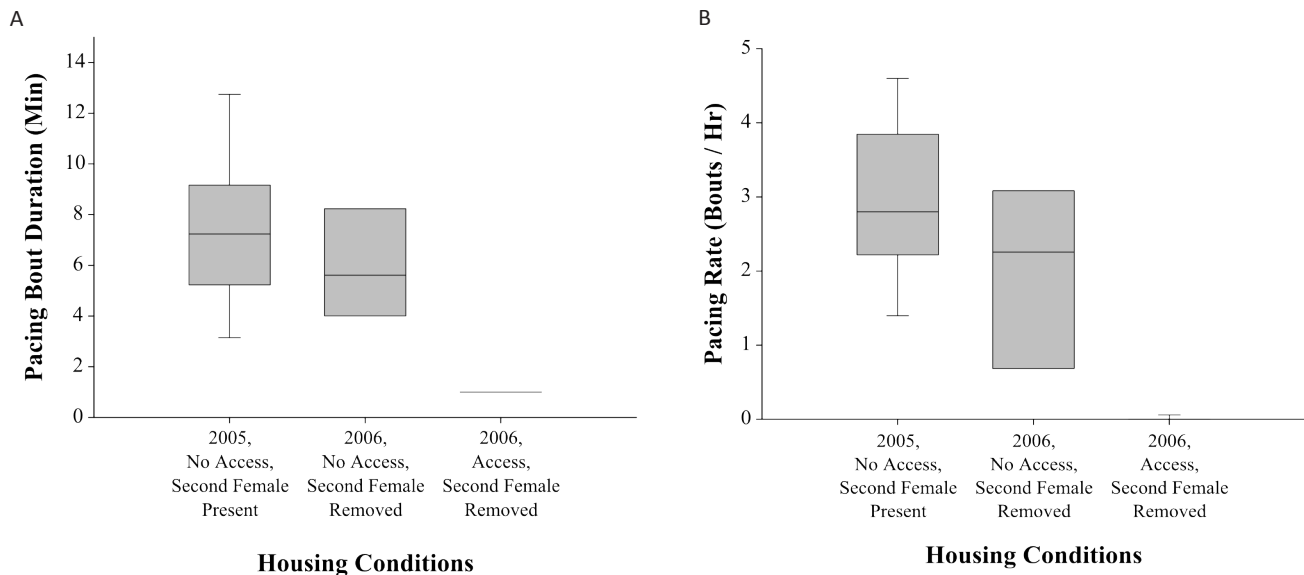 A
Pacing Bout Duration (Min)
14
12
10
8
6
4
2
0
2005,
No Access,
Second Female
Present
2006,
No Access,
Second Female
Removed
2006,
Access,
Second Female
Removed
Housing Conditions
B
Pacing Rate (Bouts / Hr)
5
4
3
2
1
0
2005,
No Access,
Second Female
Present
2006,
No Access,
Second Female
Removed
2006,
Access,
Second Female
Removed
Housing Conditions